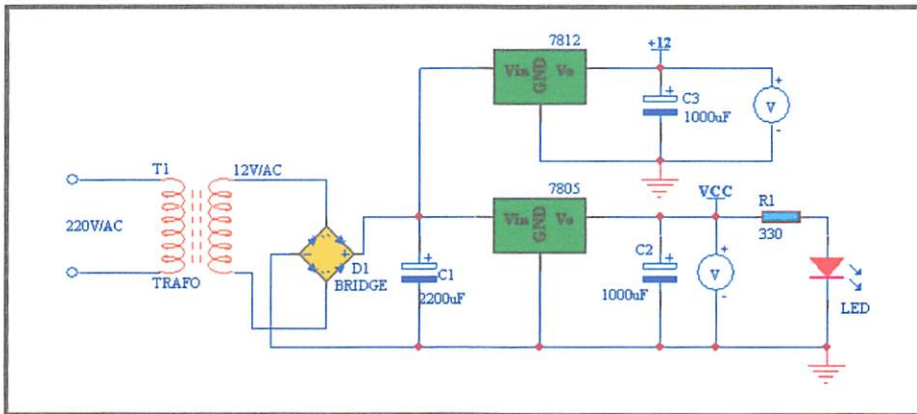 7812
+12
Vin
GND
Vo
+
C3
1000uF
+
V
-
T1
12V/AC
7805
VCC
R1
Vin
GND
Vo
220V/AC
330
+
C2
+
V
-
-
+
D1
+
C1
TRAFO
BRIDGE
2200uF
1000uF
LED